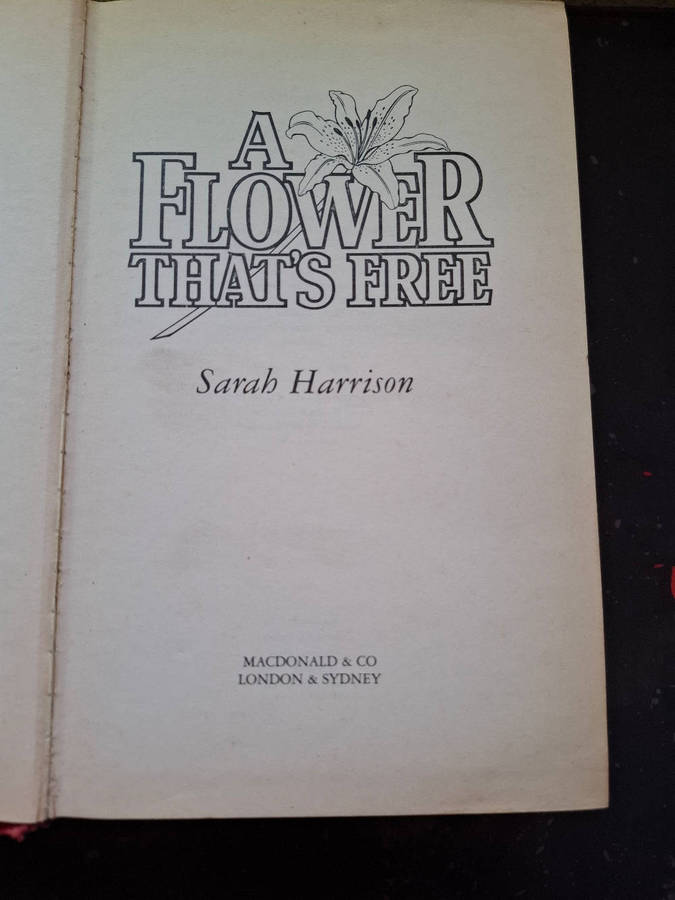 A
FLOWER
THAT'S FREE
Sarah Harrison
MACDONALD & CO
LONDON & SYDNEY